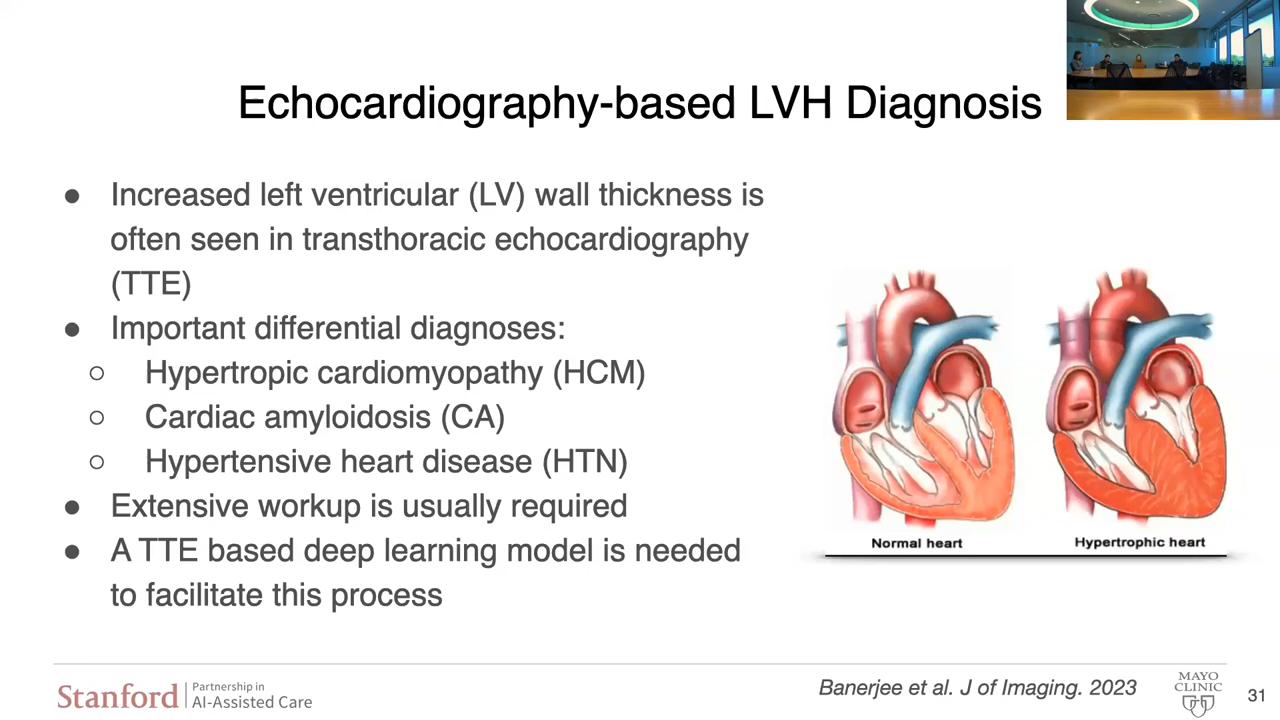 Echocardiography-based LVH Diagnosis
● Increased left ventricular (LV) wall thickness is
often seen in transthoracic echocardiography
(TTE)
● Important differential diagnoses:
○ Hypertropic cardiomyopathy (HCM)
○ Cardiac amyloidosis (CA)
○ Hypertensive heart disease (HTN)
● Extensive workup is usually required
● A TTE based deep learning model is needed
to facilitate this process
Normal heart
Hypertrophic heart
Stanford
Partnership in
AI-Assisted Care
Banerjee et al. J of Imaging. 2023
MAYO
CLINIC
31